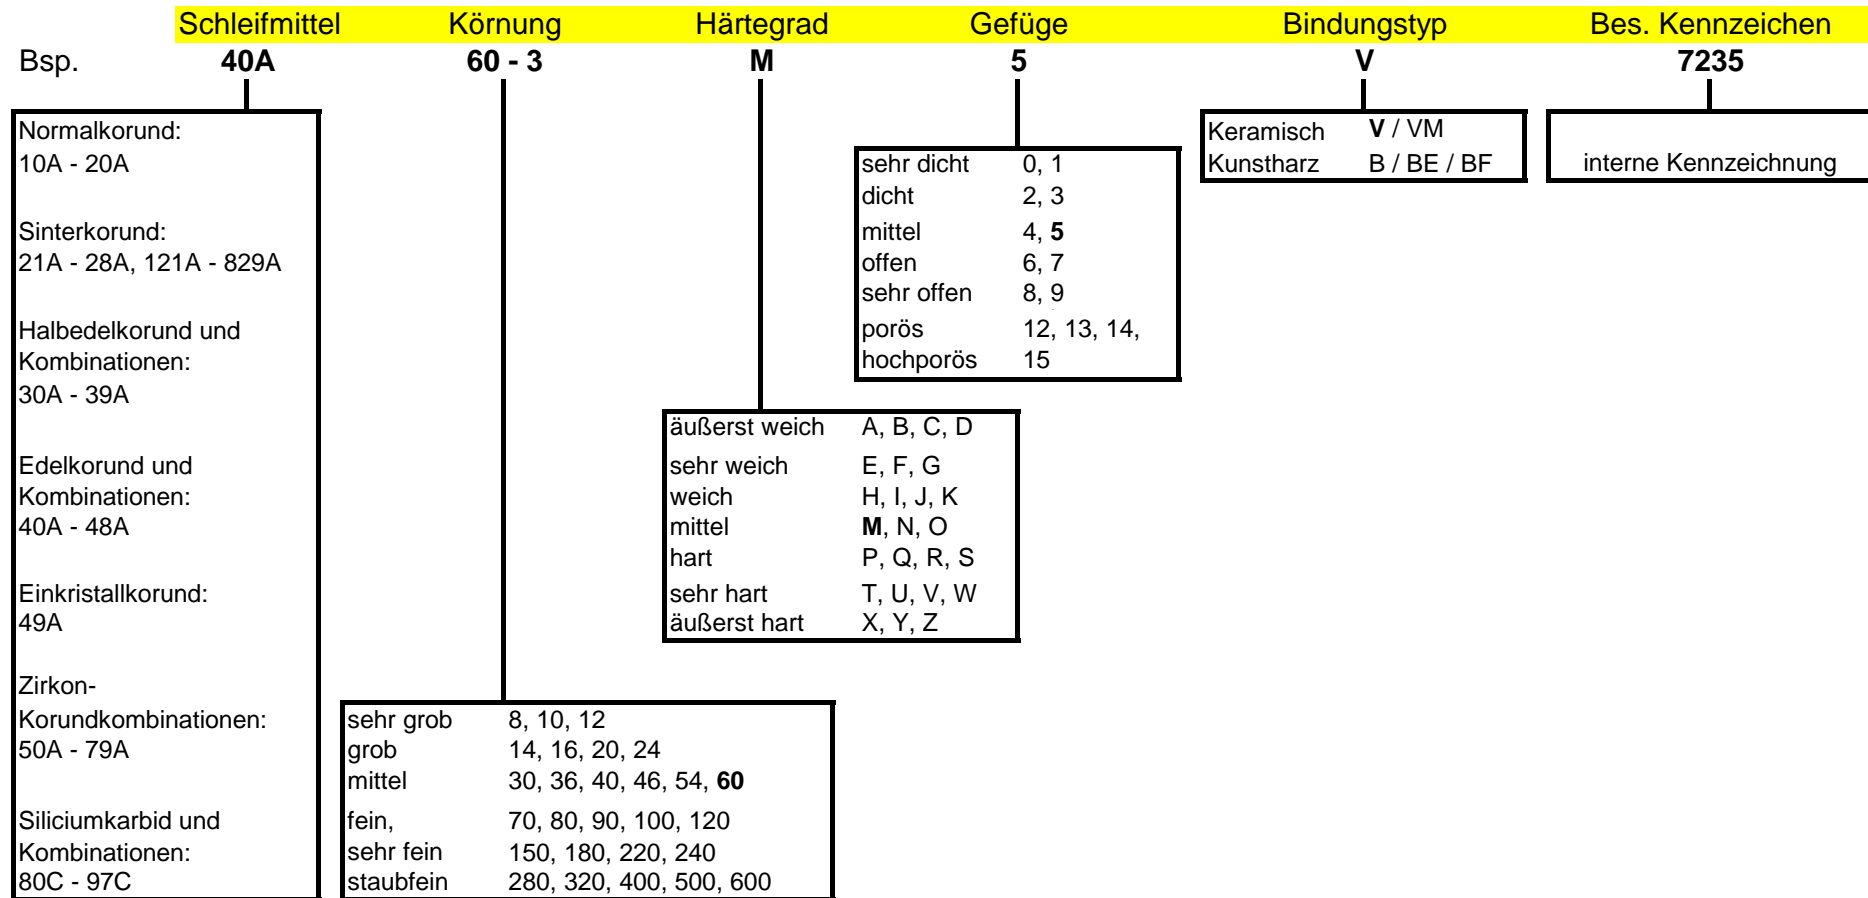 Schleifmittel Körnung Härtegrad Gefüge Bindungstyp Bes. Kennzeichen
Bsp. 40A 60 - 3 M 5 V 7235
Normalkorund:
10A - 20A
Sinterkorund:
21A - 28A, 121A - 829A
Halbedelkorund und
Kombinationen:
30A - 39A
Edelkorund und
Kombinationen:
40A - 48A
Einkristallkorund:
49A
Zirkon-
Korundkombinationen:
50A - 79A
Siliciumkarbid und
Kombinationen:
80C - 97C
sehr grob 8, 10, 12
grob 14, 16, 20, 24
mittel 30, 36, 40, 46, 54, 60
fein, 70, 80, 90, 100, 120
sehr fein 150, 180, 220, 240
staubfein 280, 320, 400, 500, 600
äußerst weich A, B, C, D
sehr weich E, F, G
weich H, I, J, K
mittel M, N, O
hart P, Q, R, S
sehr hart T, U, V, W
äußerst hart X, Y, Z
sehr dicht 0, 1
dicht 2, 3
mittel 4, 5
offen 6, 7
sehr offen 8, 9
porös 12, 13, 14,
hochporös 15
Keramisch V / VM
Kunstharz B / BE / BF
interne Kennzeichnung